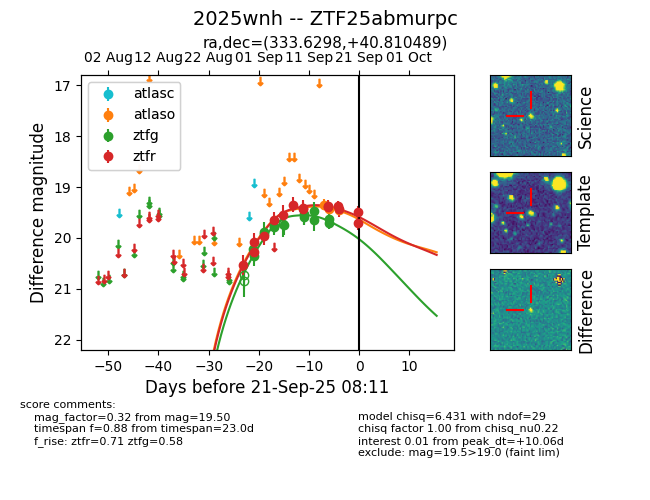 2025wnh -- ZTF25abmurpc
ra,dec=(333.6298,+40.810489)
02 Aug 12 Aug 22 Aug 01 Sep 11 Sep 21 Sep 01 Oct
atlasc
atlaso
ztfg
ztfr
17
18
19
20
21
22
Difference magnitude
−50 −40 −30 −20 −10 0 10
Days before 21-Sep-25 08:11
Science
Template
Difference
score comments:
mag_factor=0.32 from mag=19.50
timespan f=0.88 from timespan=23.0d
f_rise: ztfr=0.71 ztfg=0.58
model chisq=6.431 with ndof=29
chisq factor 1.00 from chisq_nu0.22
interest 0.01 from peak_dt=+10.06d
exclude: mag=19.5>19.0 (faint lim)